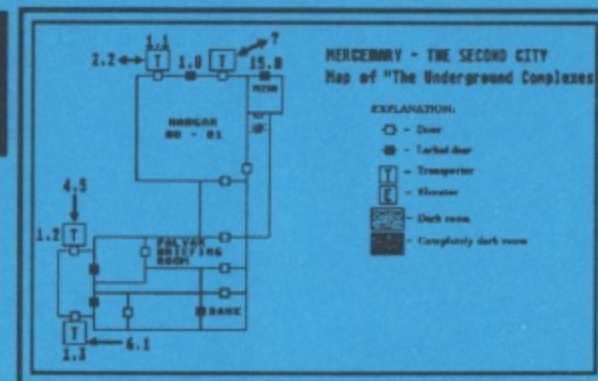 MERCENARY - THE SECOND CITY
Map of "The Underground Complexes
EXPLANATION:
- Door
- Locked door
T - Transporter
E - Elevator
- Dark room
- Completely dark room
1.1
2.2 T 1.0 T ? 15.0
HANGAR
00 - 01
4.5
1.2 T
PALYAR
BRIEFING
ROOM
BANK
T
1.3 6.1